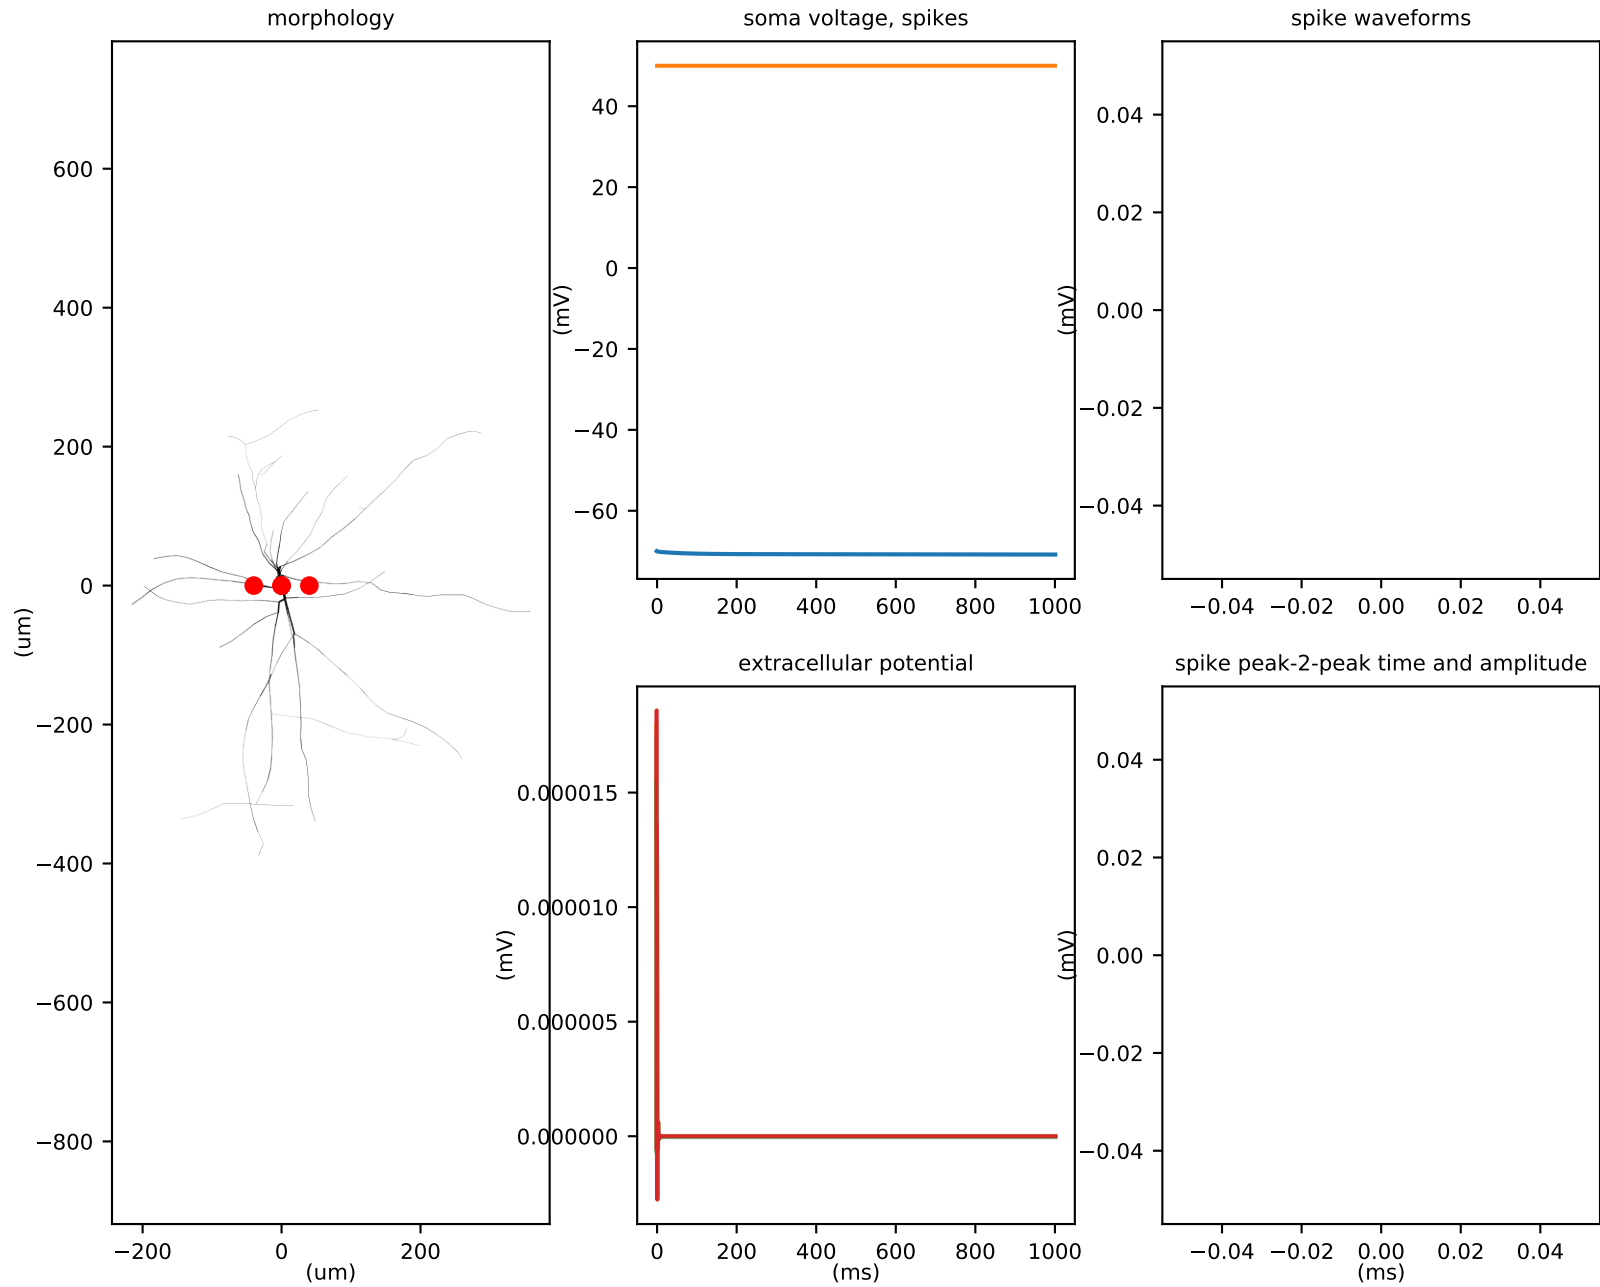 morphology
600
400
200
0
−200
−400
−600
−800
(um)
−200 0 200
(um)
soma voltage, spikes
40
20
0
−20
−40
−60
(mV)
0 200 400 600 800 1000
spike waveforms
0.04
0.02
0.00
−0.02
−0.04
(mV)
−0.04 −0.02 0.00 0.02 0.04
extracellular potential
0.000015
0.000010
0.000005
0.000000
(mV)
0 200 400 600 800 1000
(ms)
spike peak-2-peak time and amplitude
0.04
0.02
0.00
−0.02
−0.04
(mV)
−0.04 −0.02 0.00 0.02 0.04
(ms)